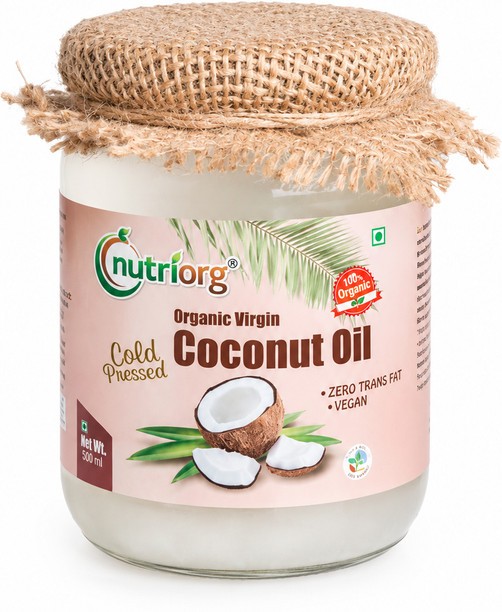 nutriorg®
100%
Organic
Organic Virgin
Cold
Pressed
Coconut Oil
• ZERO TRANS FAT
• VEGAN
Net Wt.
500 ml